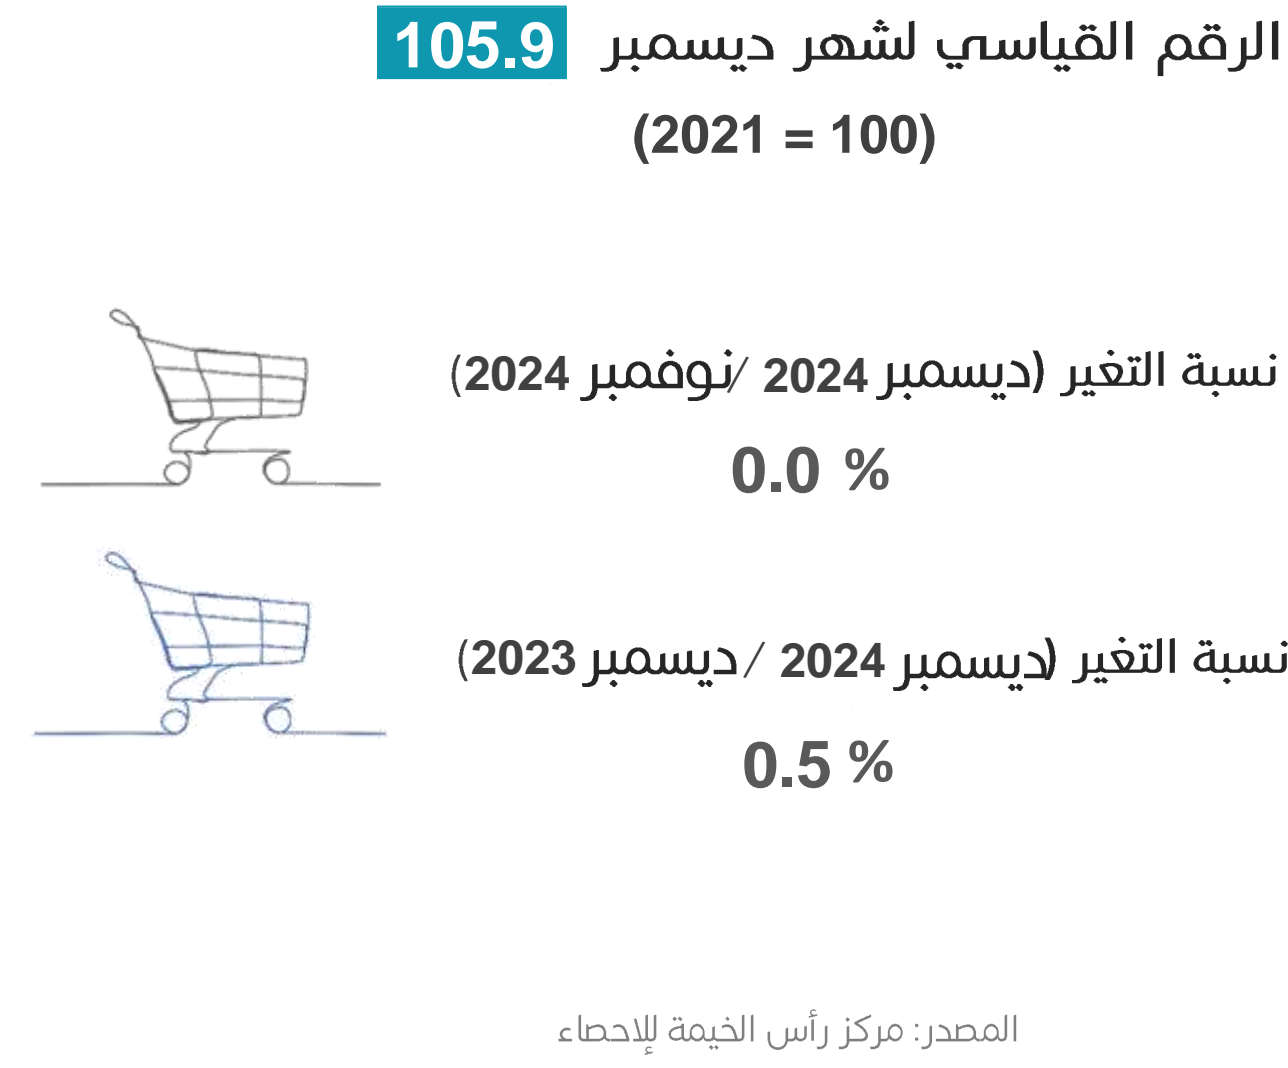 الرقم القياسي لشهر ديسمبر 105.9
(2021 = 100)
نسبة التغير (ديسمبر 2024 /نوفمبر 2024)
0.0 %
نسبة التغير (ديسمبر 2024 / ديسمبر 2023)
0.5 %
المصدر: مركز رأس الخيمة للإحصاء